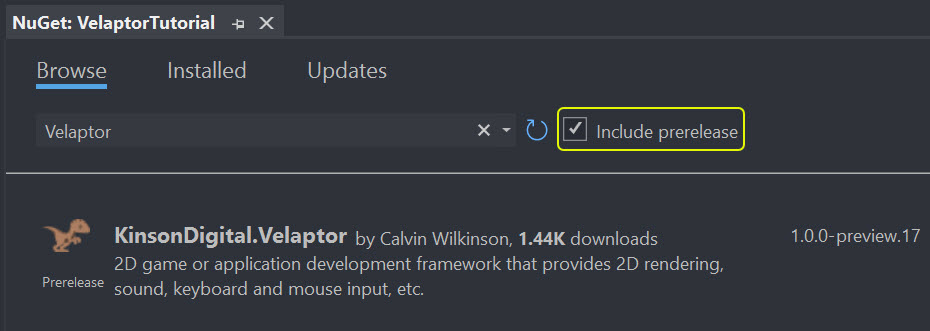 NuGet: VelaptorTutorial
Browse Installed Updates
Velaptor Include prerelease
KinsonDigital.Velaptor by Calvin Wilkinson, 1.44K downloads 1.0.0-preview.17
2D game or application development framework that provides 2D rendering,
Prerelease sound, keyboard and mouse input, etc.